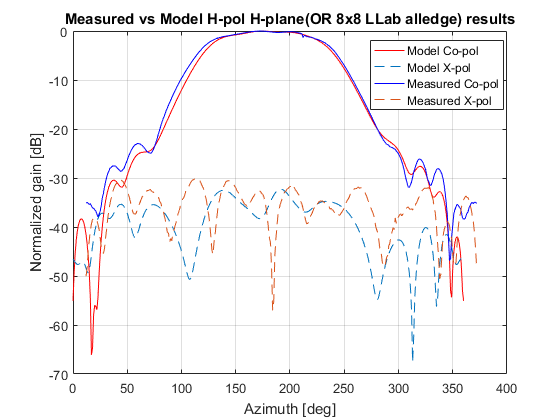 Measured vs Model H-pol H-plane(OR 8x8 LLab alledge) results
Normalized gain [dB]
0
-10
-20
-30
-40
-50
-60
-70
Model Co-pol
Model X-pol
Measured Co-pol
Measured X-pol
0 50 100 150 200 250 300 350 400
Azimuth [deg]